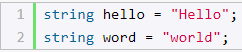 1 string hello = "Hello";
2 string word = "world";